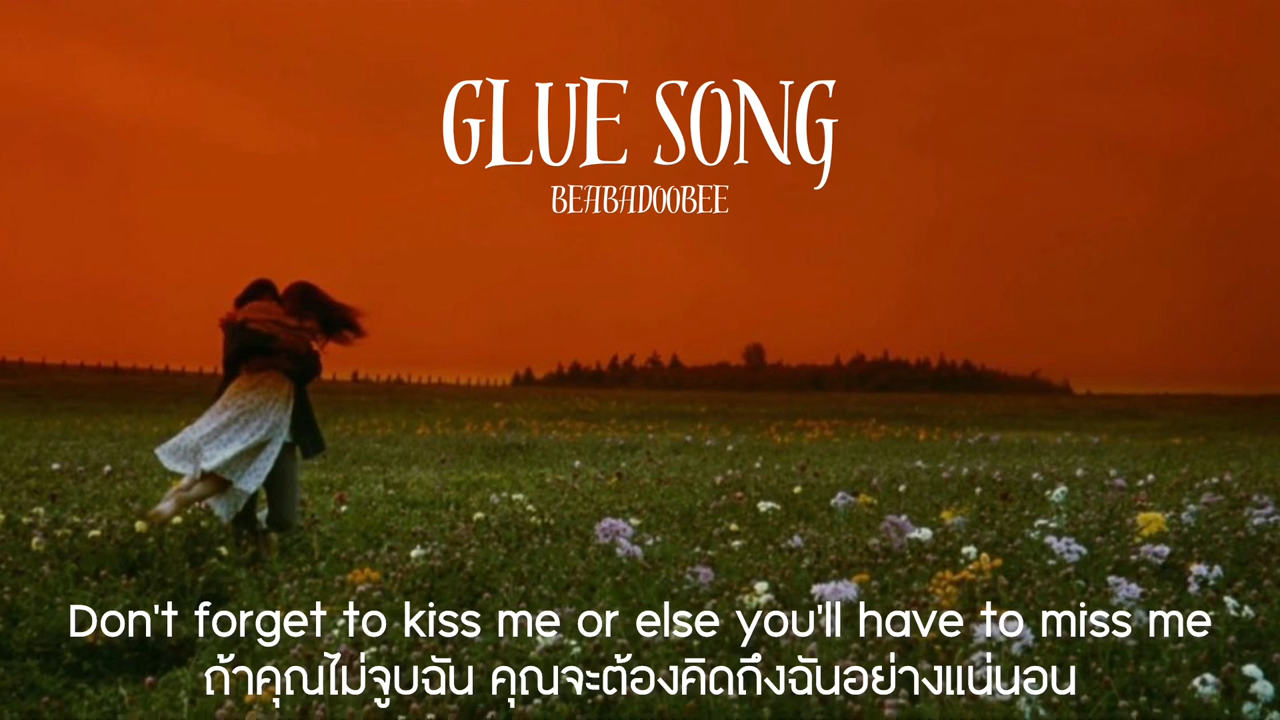 GLUE SONG
BEABADOOBEE
Don't forget to kiss me or else you'll have to miss me
ถ้าคุณไม่จูบฉัน คุณจะต้องคิดถึงฉันอย่างแน่นอน